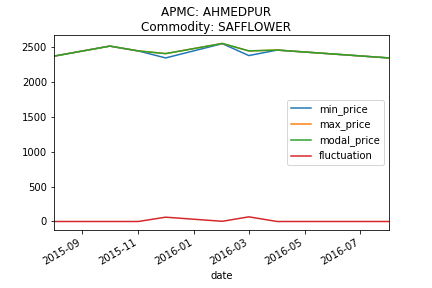 APMC: AHMEDPUR
Commodity: SAFFLOWER
2500
2000
1500
1000
500
0
min_price
max_price
modal_price
fluctuation
2015-09
2015-11
2016-01
2016-03
2016-05
2016-07
date